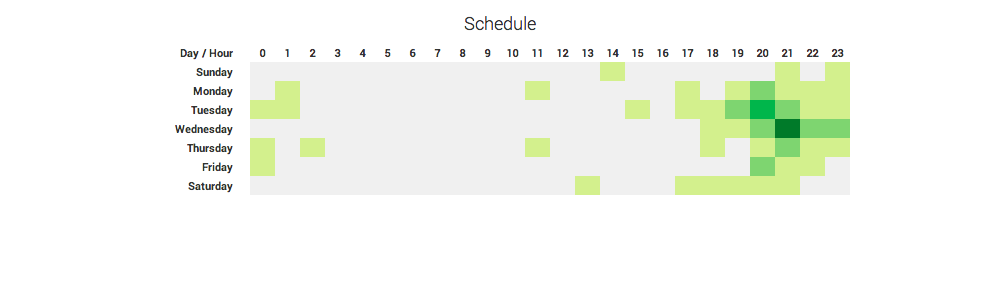 Schedule
Day / Hour 0 1 2 3 4 5 6 7 8 9 10 11 12 13 14 15 16 17 18 19 20 21 22 23
Sunday
Monday
Tuesday
Wednesday
Thursday
Friday
Saturday